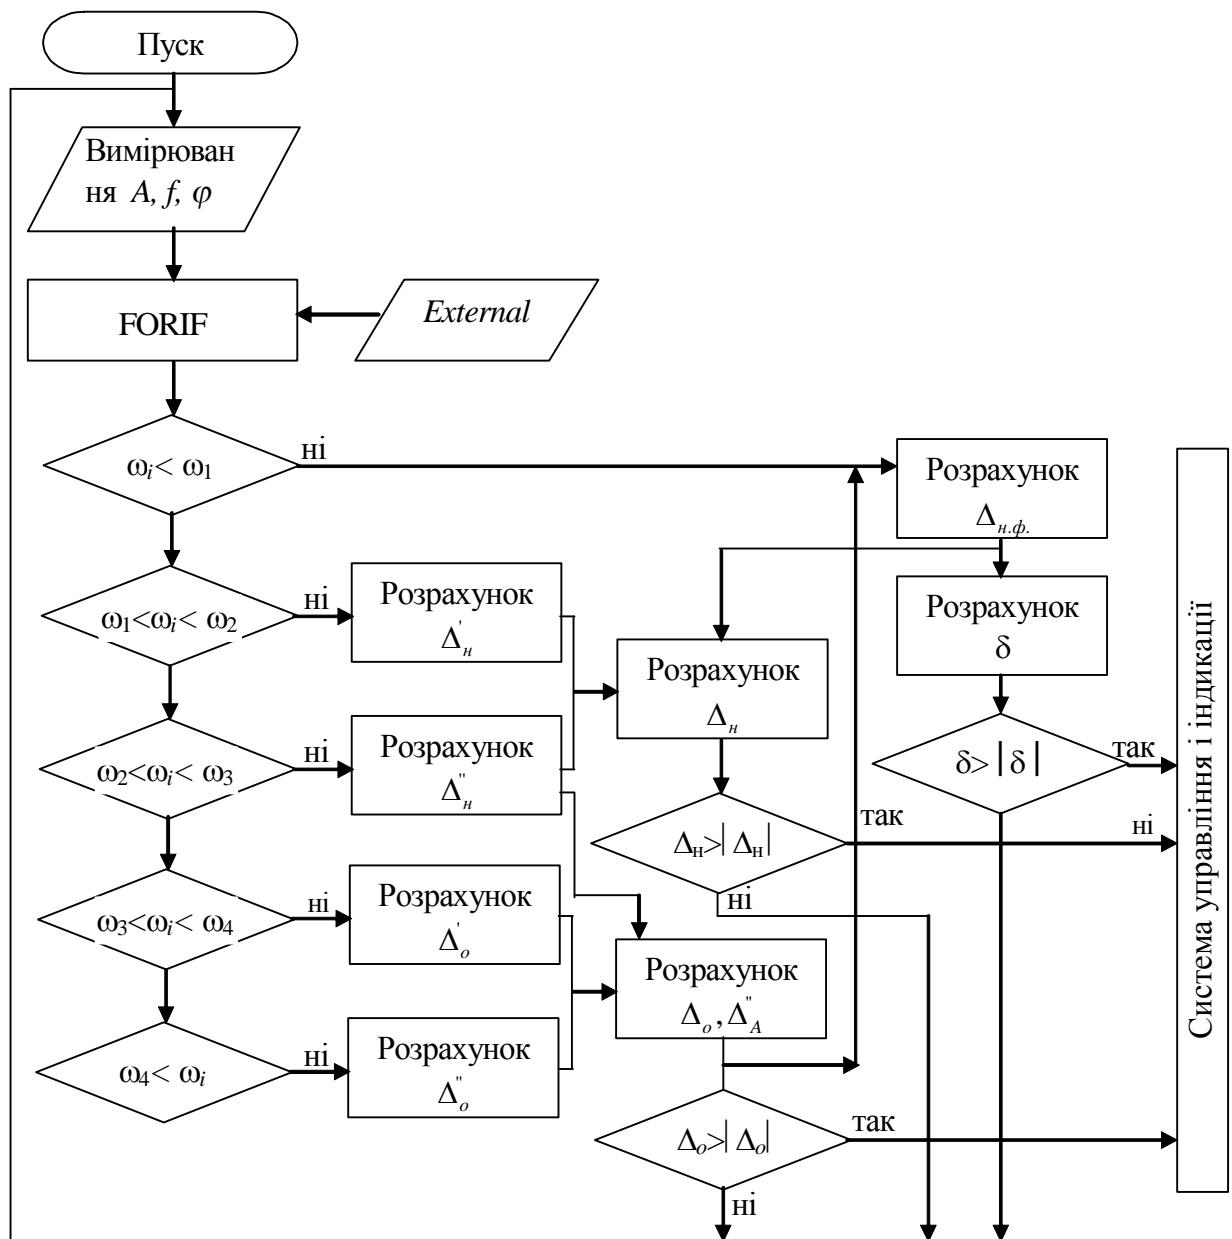 Пуск
Вимірюван
ня A, f, φ
FORIF
External
ωi< ω1
ні
Розрахунок
Δн.ф.
ω1<ωi< ω2
ні
Розрахунок
Δ'н
Розрахунок
Δн
Розрахунок
δ
ω2<ωi< ω3
ні
Розрахунок
Δ"н
δ>|δ|
так
Δн>|Δн|
так
ні
ні
ω3<ωi< ω4
ні
Розрахунок
Δ'о
Розрахунок
Δо, Δ"А
ω4< ωi
ні
Розрахунок
Δ"о
Δо>|Δо|
так
ні
Система управління і індикації